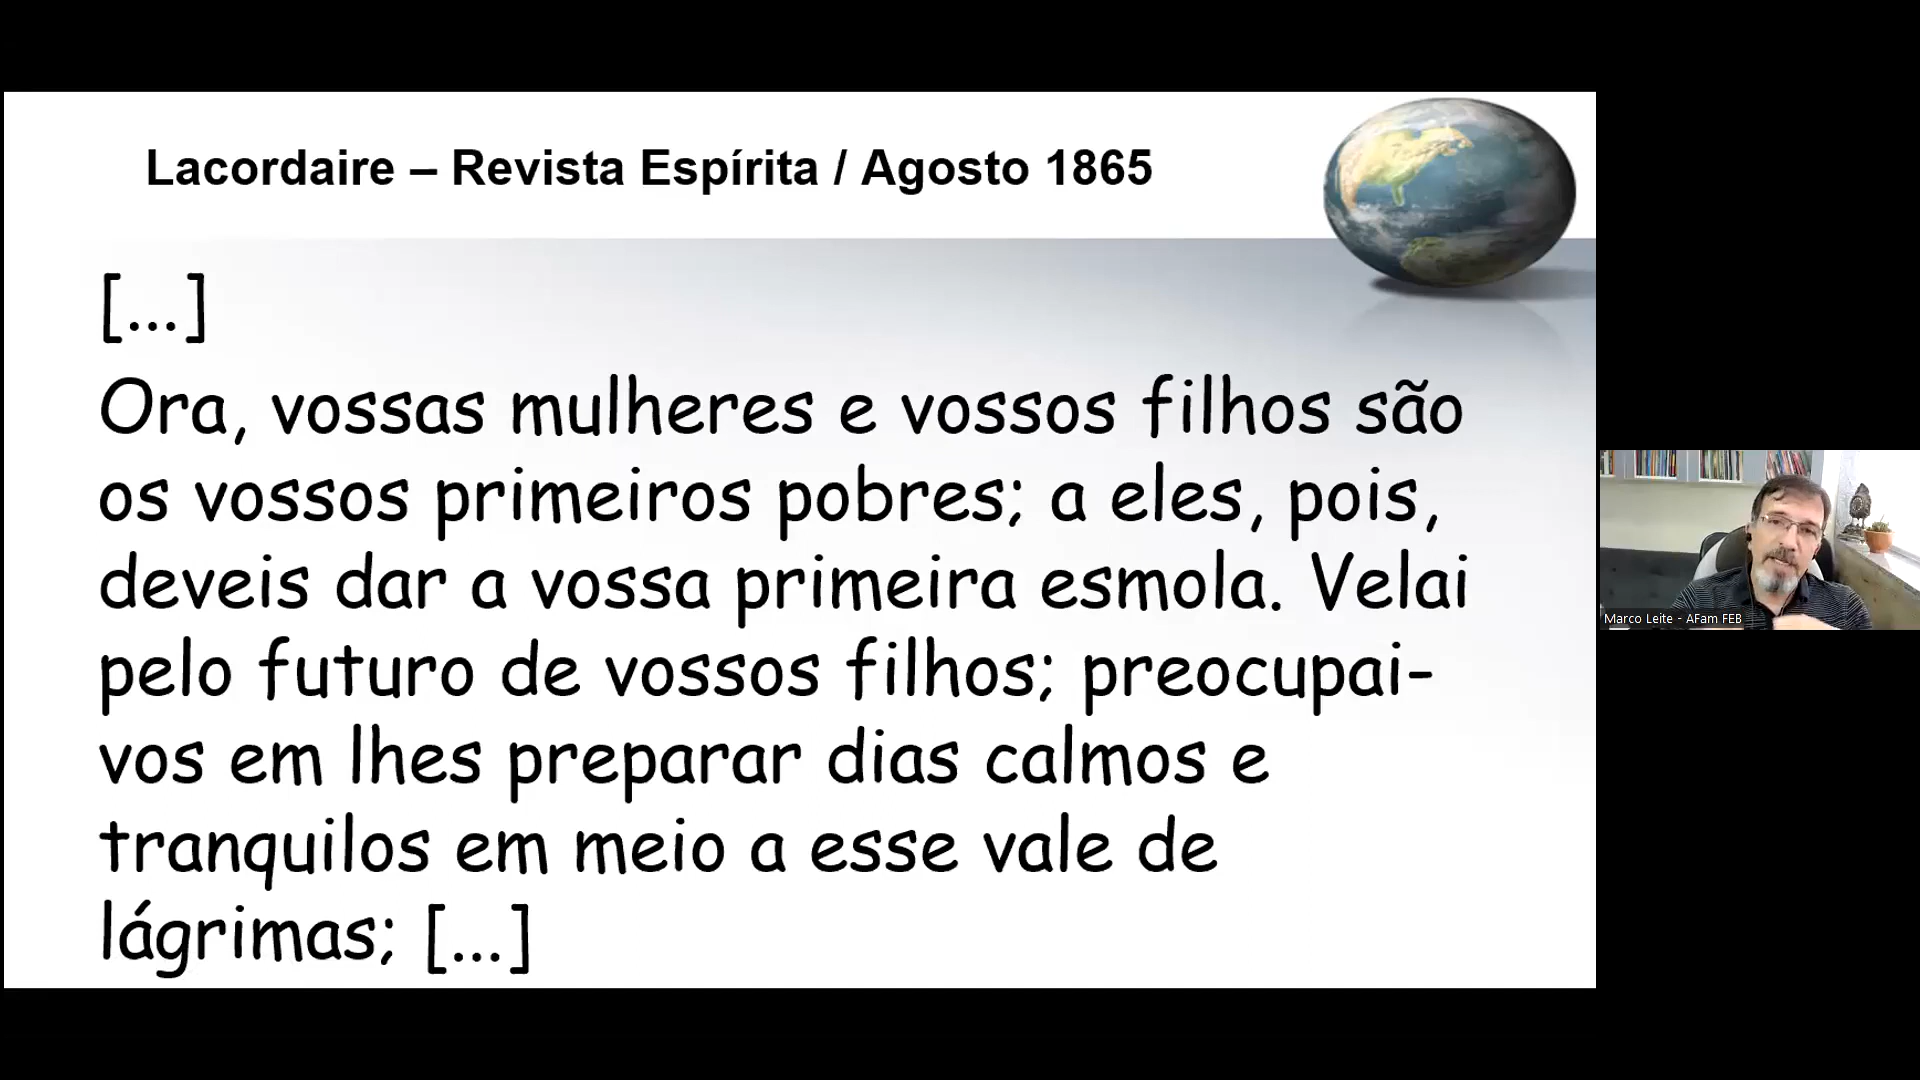 Lacordaire – Revista Espírita / Agosto 1865
[...]
Ora, vossas mulheres e vossos filhos são
os vossos primeiros pobres; a eles, pois,
deveis dar a vossa primeira esmola. Velai
pelo futuro de vossos filhos; preocupai-
vos em lhes preparar dias calmos e
tranquilos em meio a esse vale de
lágrimas; [...]
Marco Leite - AFam FEB